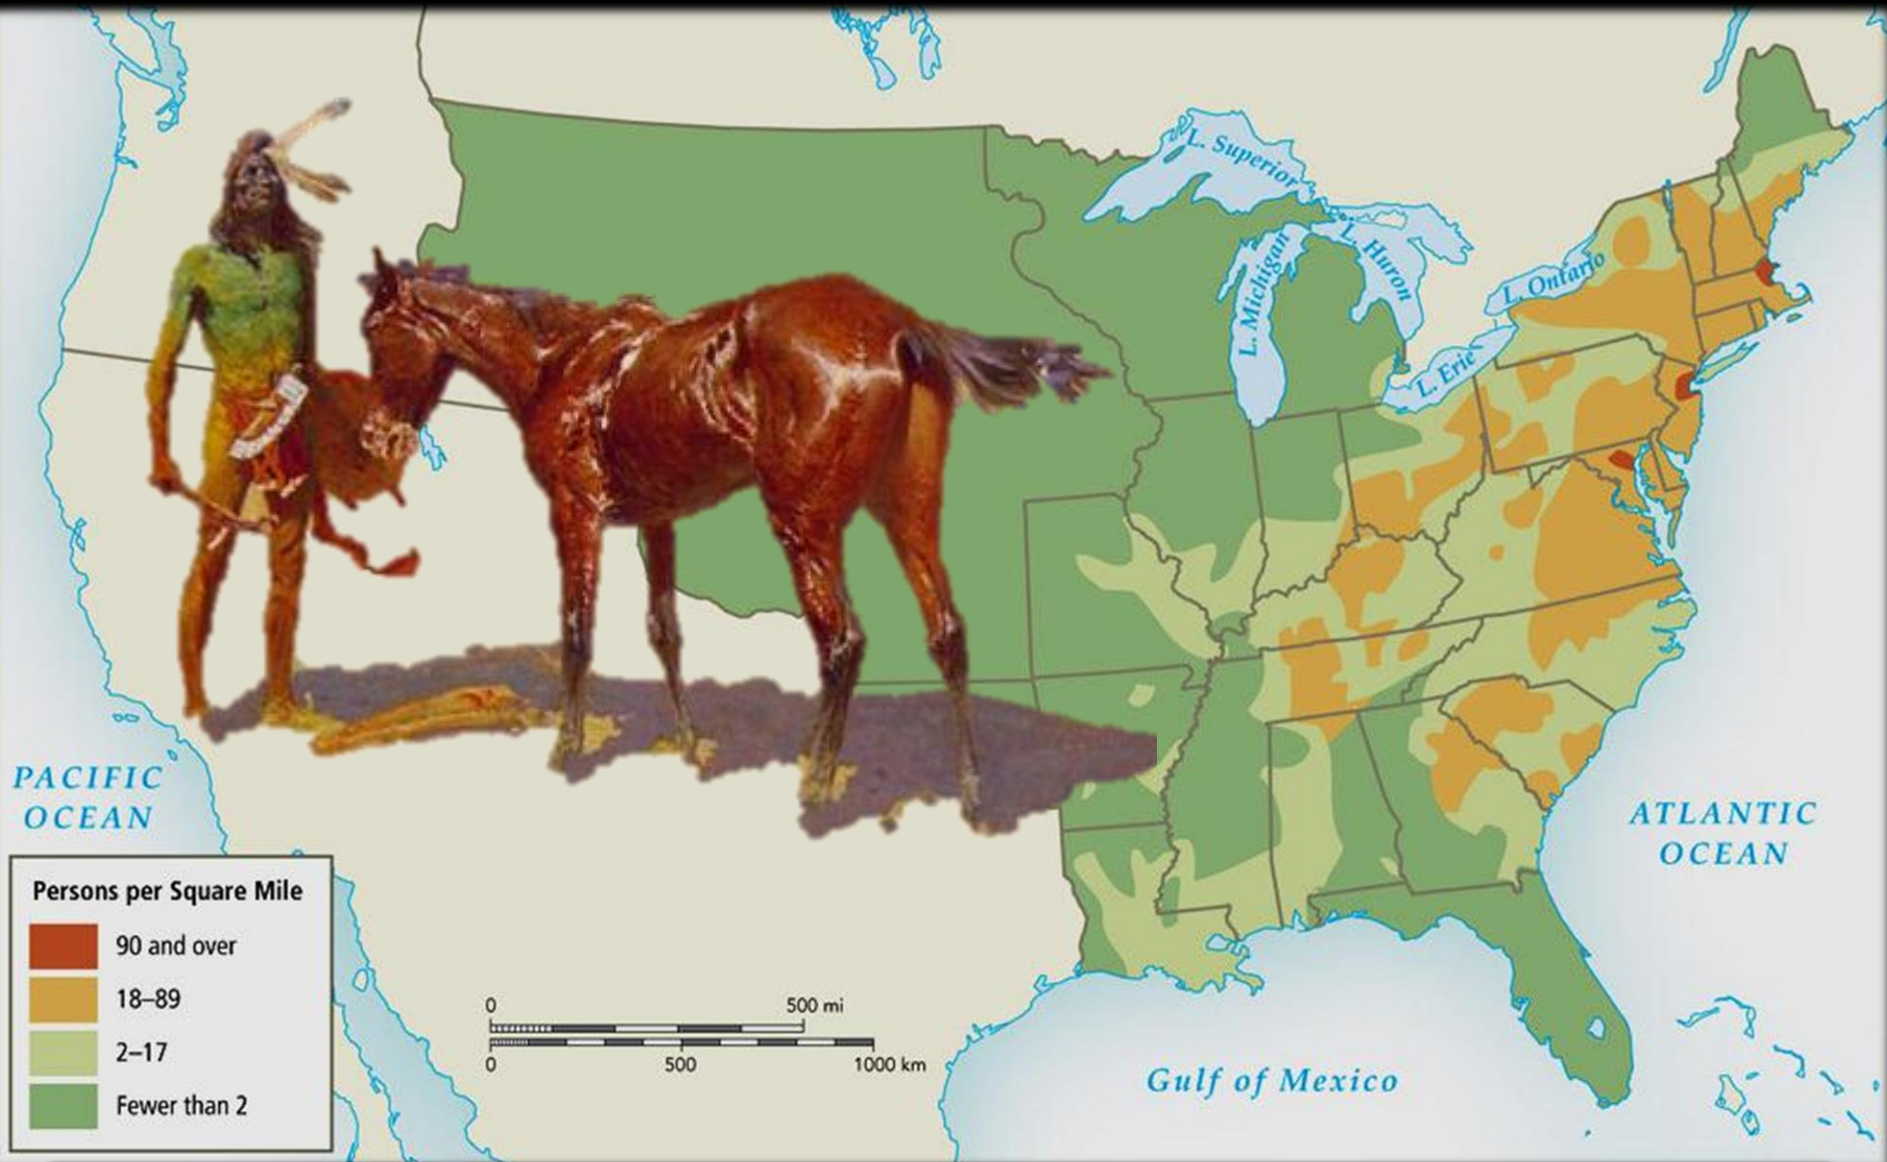 L. Superior
L. Michigan
L. Huron
L. Ontario
L. Erie
PACIFIC
OCEAN
ATLANTIC
OCEAN
Persons per Square Mile
90 and over
18–89
2–17
Fewer than 2
0 500 mi
0 500 1000 km
Gulf of Mexico